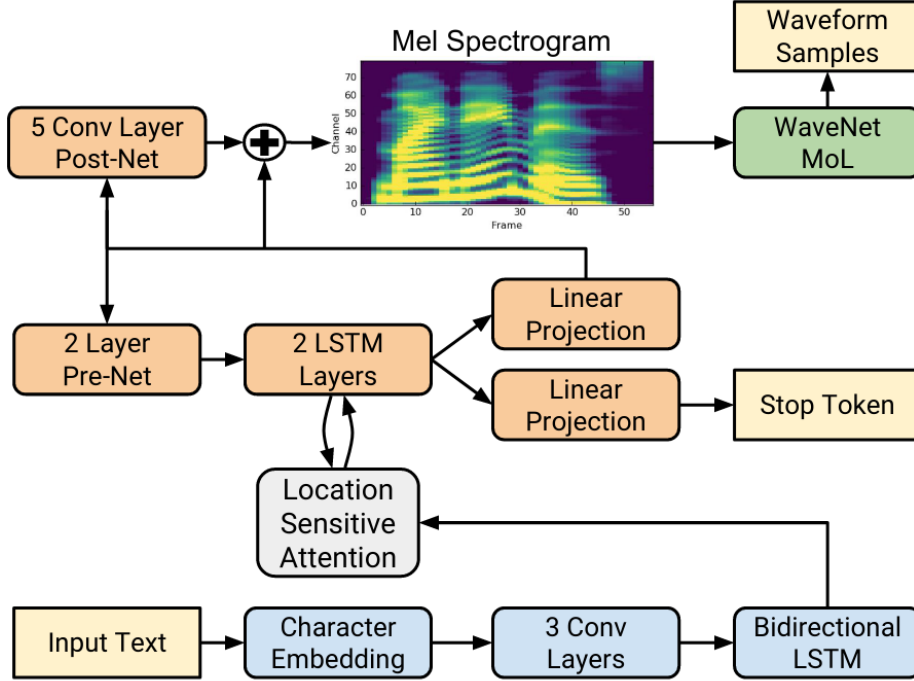 Waveform
Samples
Mel Spectrogram
5 Conv Layer
Post-Net
WaveNet
MoL
Channel
70
60
50
40
30
20
10
0
0 10 20 30 40 50
Frame
2 Layer
Pre-Net
2 LSTM
Layers
Linear
Projection
Linear
Projection
Stop Token
Location
Sensitive
Attention
Input Text
Character
Embedding
3 Conv
Layers
Bidirectional
LSTM